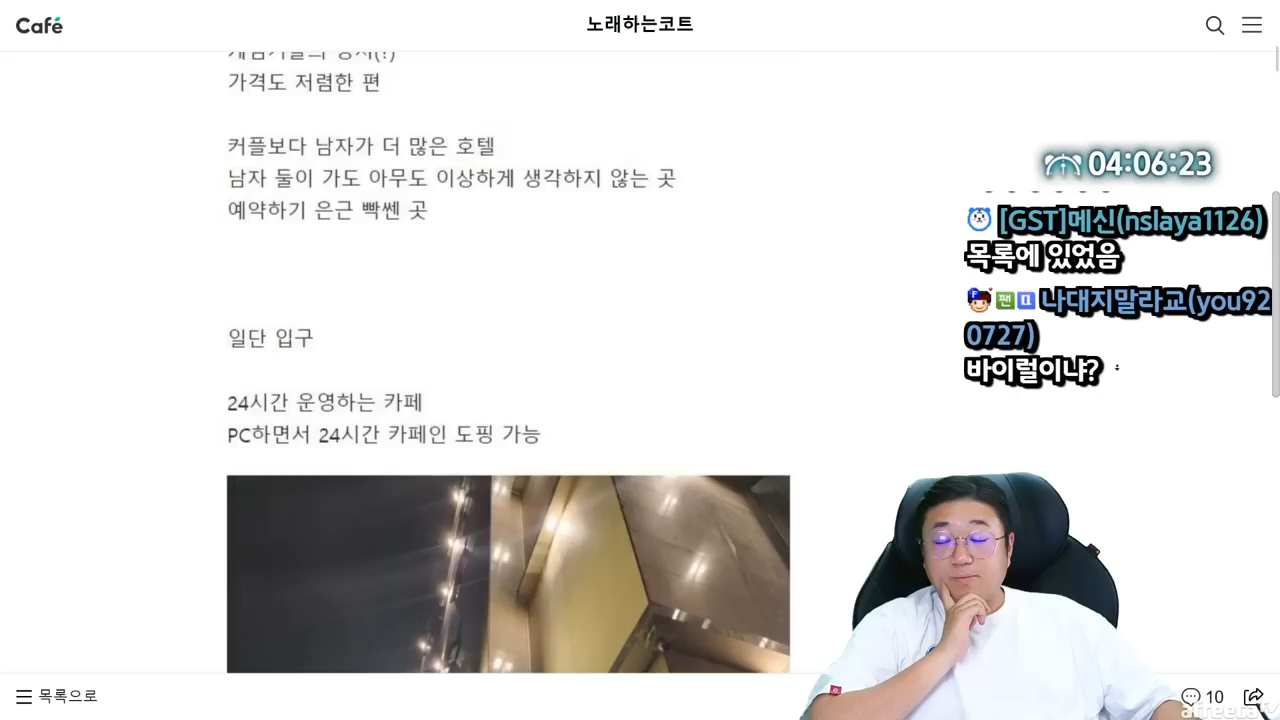 Café
노래하는코트
가격도 저렴한 편
커플보다 남자가 더 많은 호텔
남자 둘이 가도 아무도 이상하게 생각하지 않는 곳
예약하기 은근 빡쎈 곳
일단 입구
24시간 운영하는 카페
PC하면서 24시간 카페인 도핑 가능
04:06:23
[GST]메신(nslaya1126)
목록에 있었음
팬 나대지말라교(you92
0727)
바이럴이냐?
목록으로
10
afreecaTV